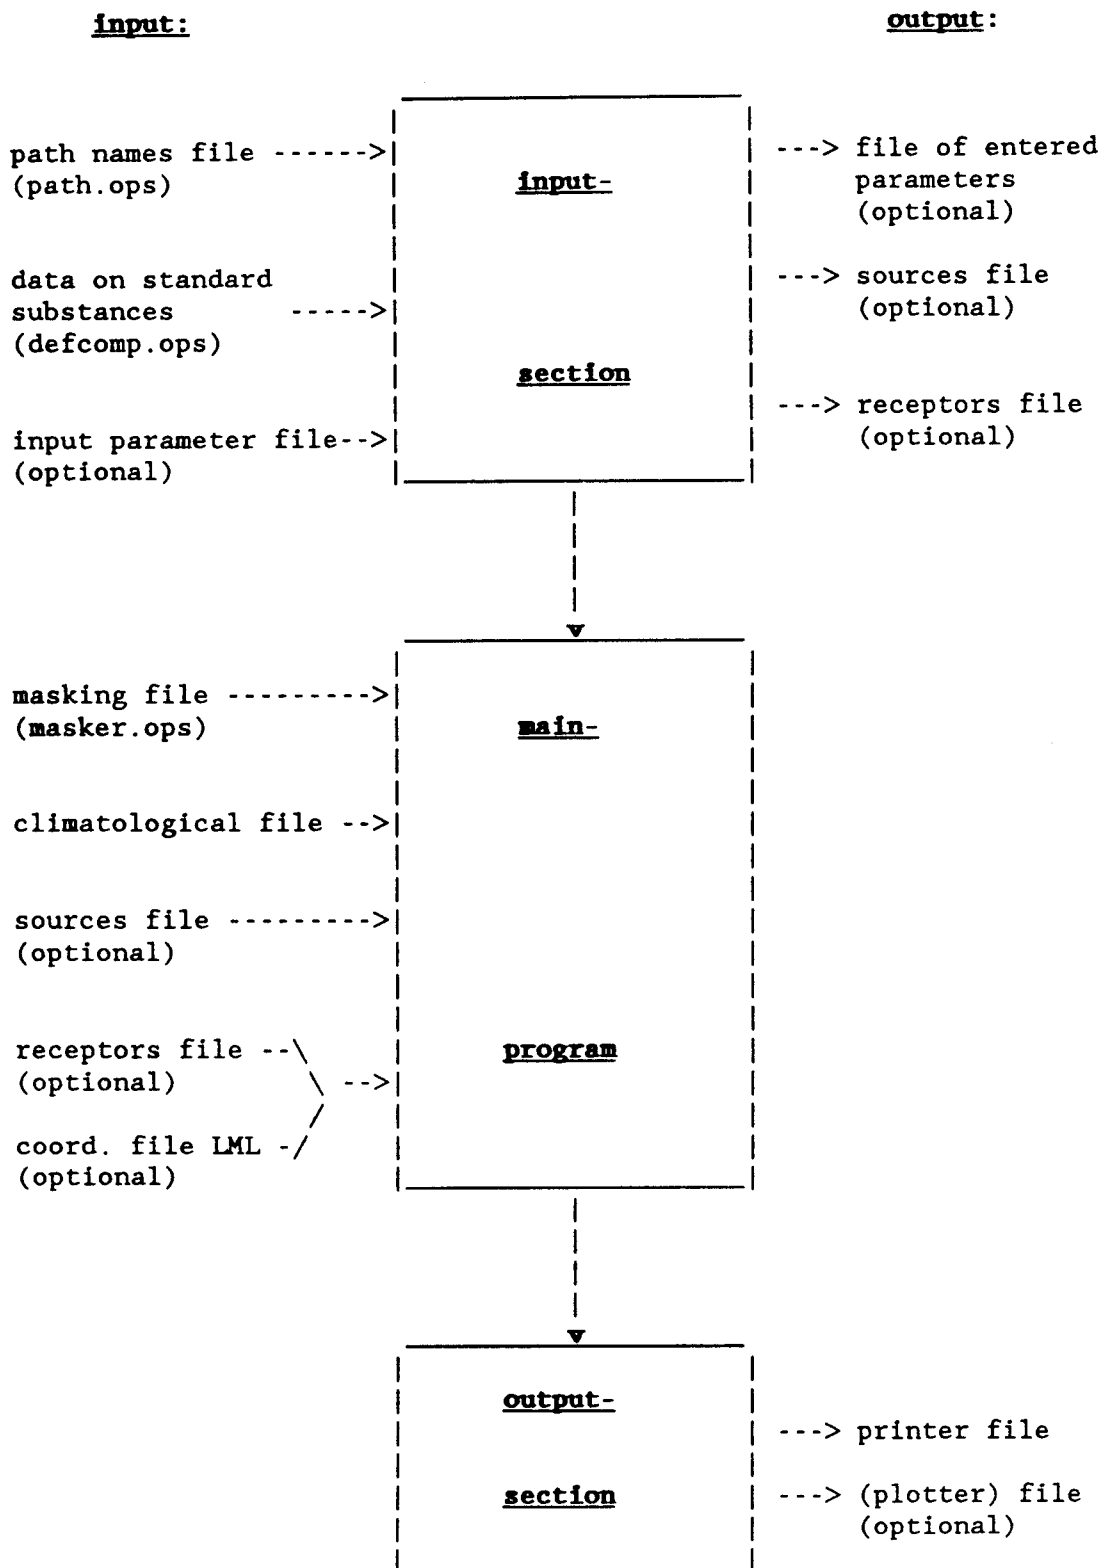 input:
output:
path names file ------>
(path.ops)
data on standard
substances ----->
(defcomp.ops)
input parameter file-->
(optional)
input-
section
---> file of entered
parameters
(optional)
---> sources file
(optional)
---> receptors file
(optional)
masking file --------->
(masker.ops)
climatological file -->
sources file --------->
(optional)
receptors file --\
(optional) \ -->
/
coord. file LML -/
(optional)
main-
program
output-
section
---> printer file
---> (plotter) file
(optional)